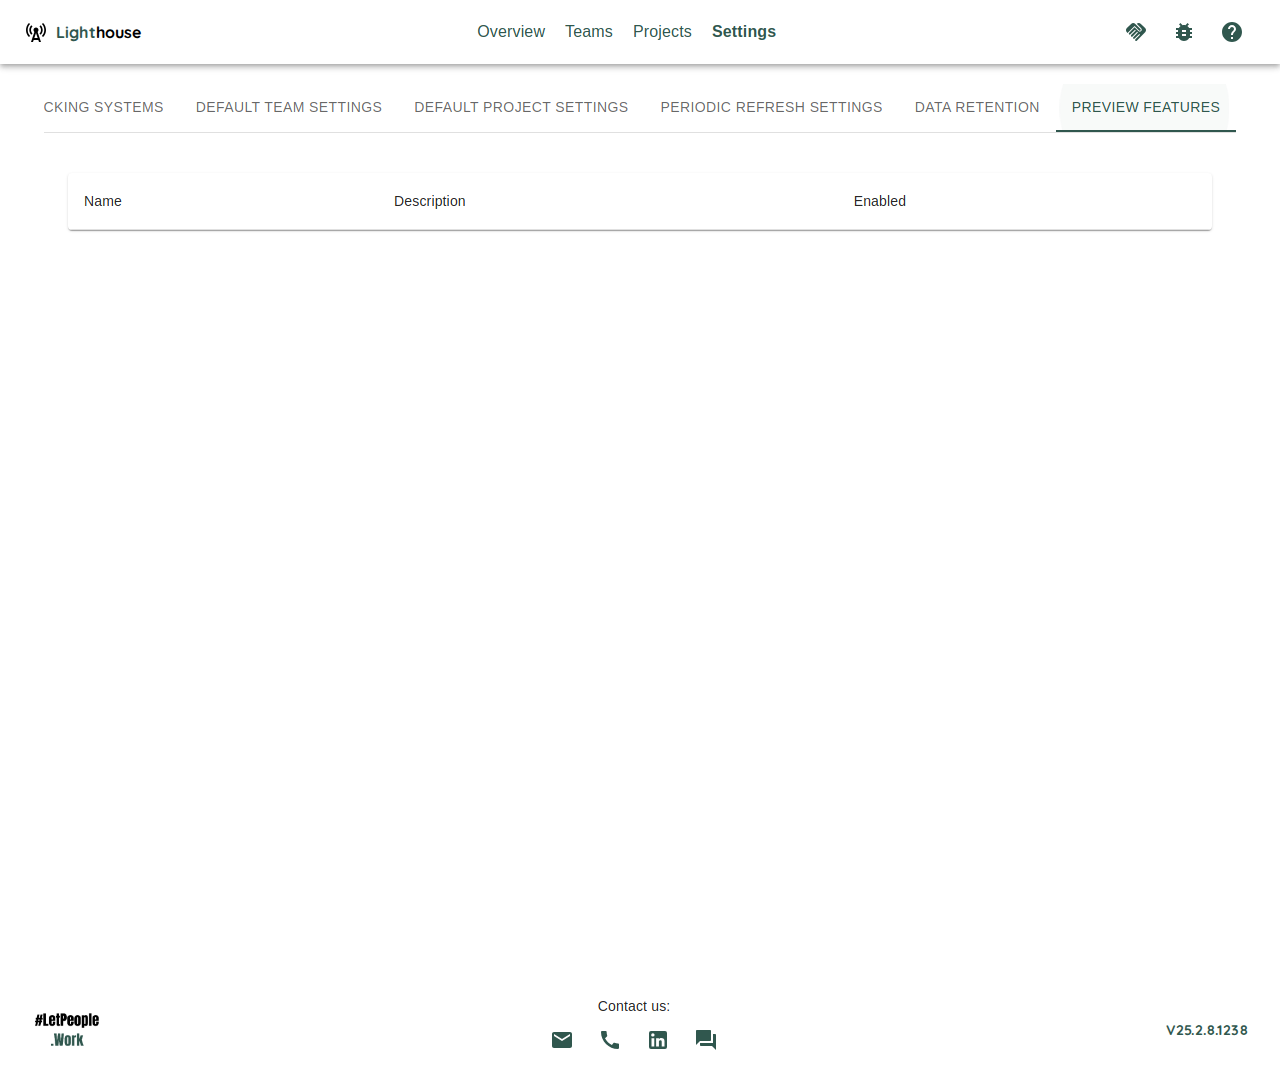 Lighthouse Overview Teams Projects Settings
CKING SYSTEMS DEFAULT TEAM SETTINGS DEFAULT PROJECT SETTINGS PERIODIC REFRESH SETTINGS DATA RETENTION PREVIEW FEATURES
Name Description Enabled
Contact us:
#LetPeople
.Work
V25.2.8.1238